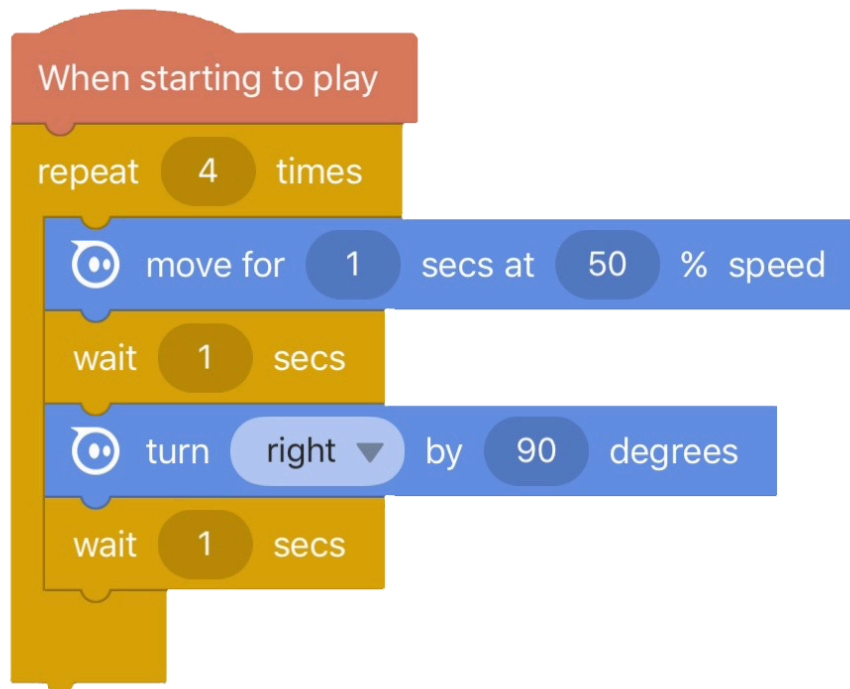 When starting to play
repeat 4 times
move for 1 secs at 50 % speed
wait 1 secs
turn right by 90 degrees
wait 1 secs